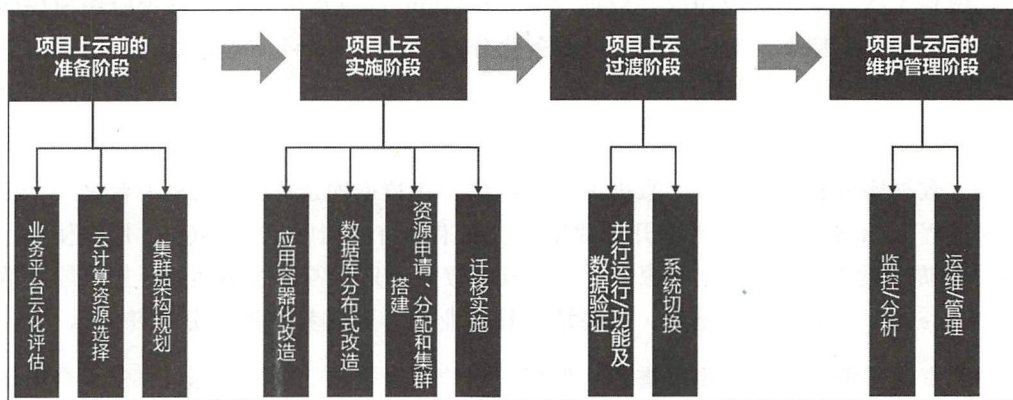 项目上云前的
准备阶段
项目上云
实施阶段
项目上云
过渡阶段
项目上云后的
维护管理阶段
业务平台云化评估
云计算资源选择
集群架构规划
应用容器化改造
数据库分布式改造
资源申请、分配和集群
搭建
迁移实施
并行运行/功能及
数据验证
系统切换
监控/分析
运维/管理